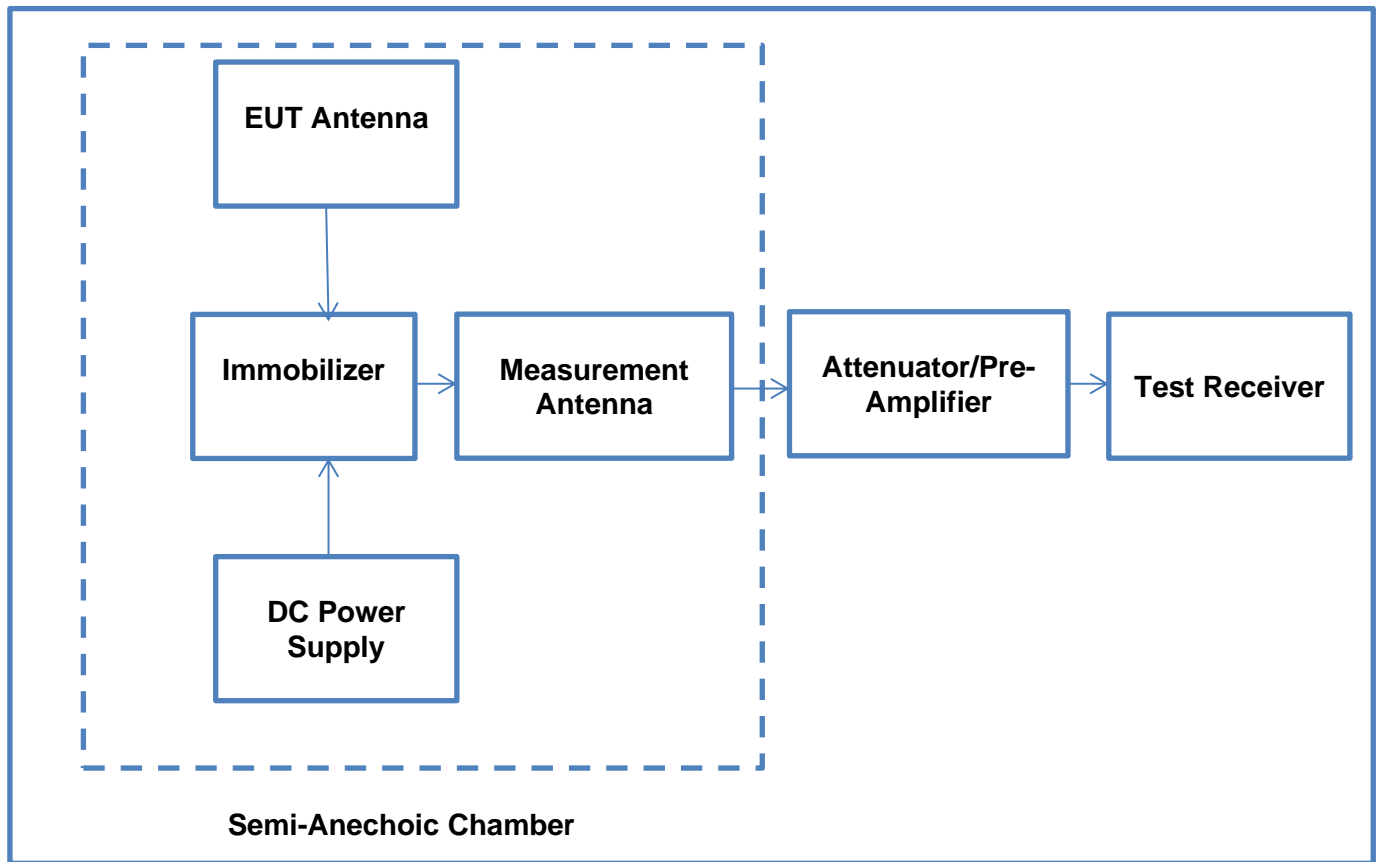 EUT Antenna
Immobilizer
Measurement
Antenna
Attenuator/Pre-
Amplifier
Test Receiver
DC Power
Supply
Semi-Anechoic Chamber